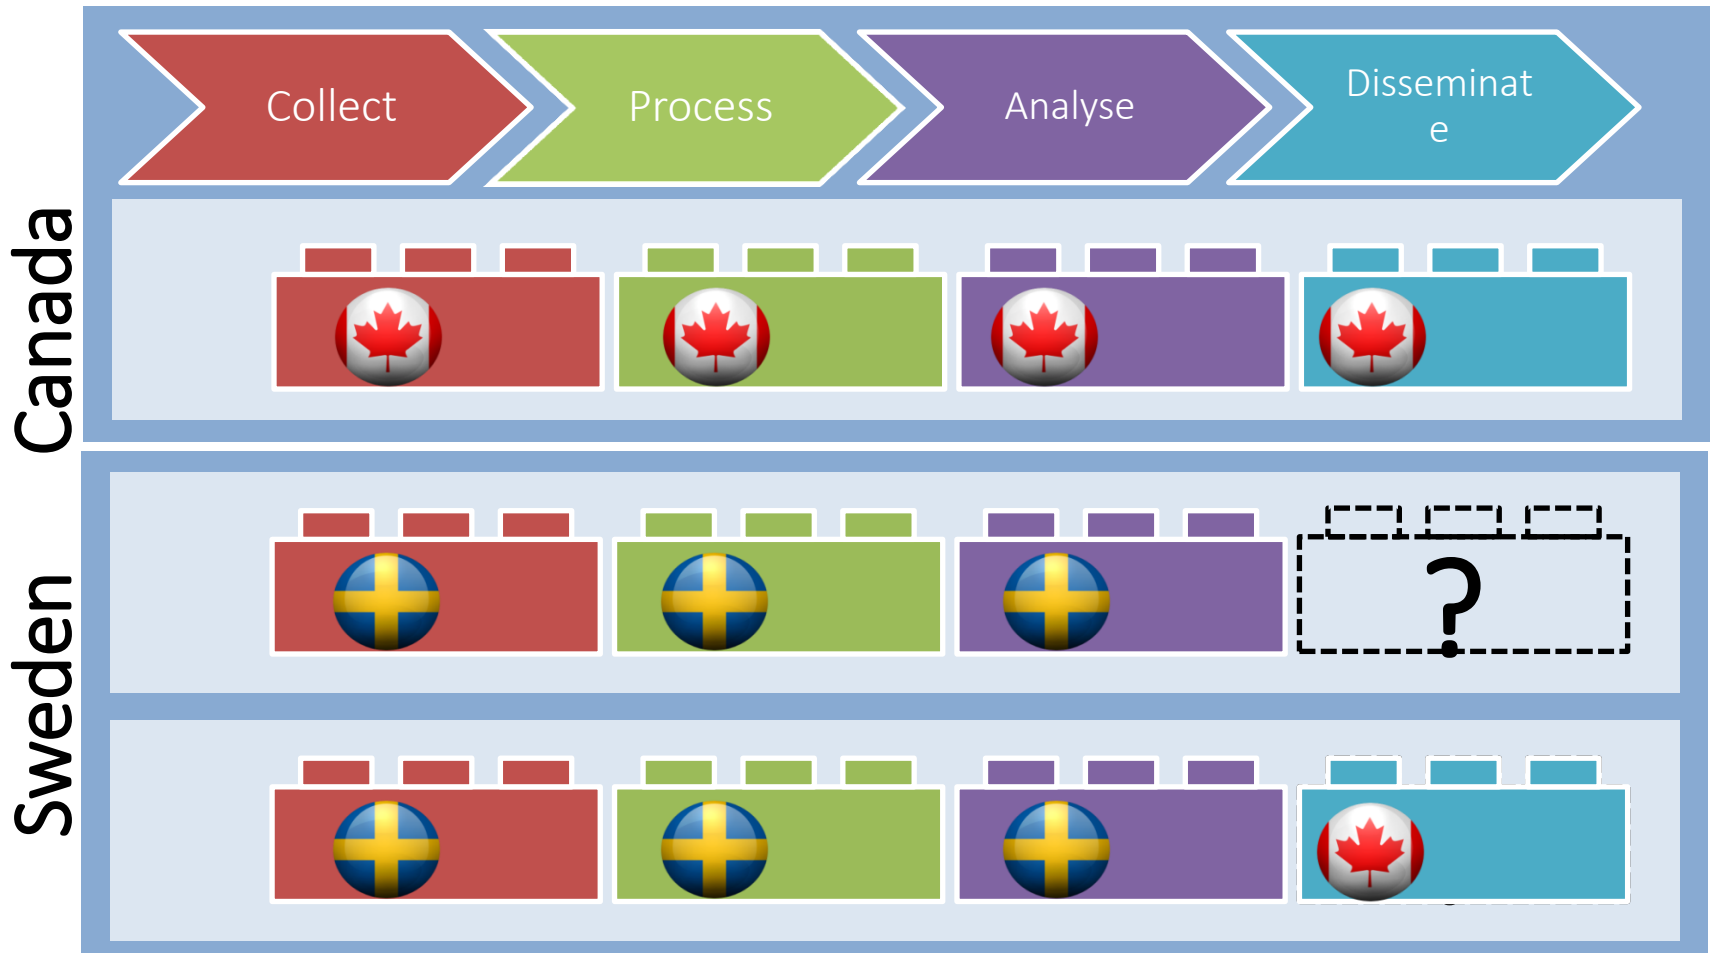 Collect
Process
Analyse
Disseminat
e
Canada
Sweden
?